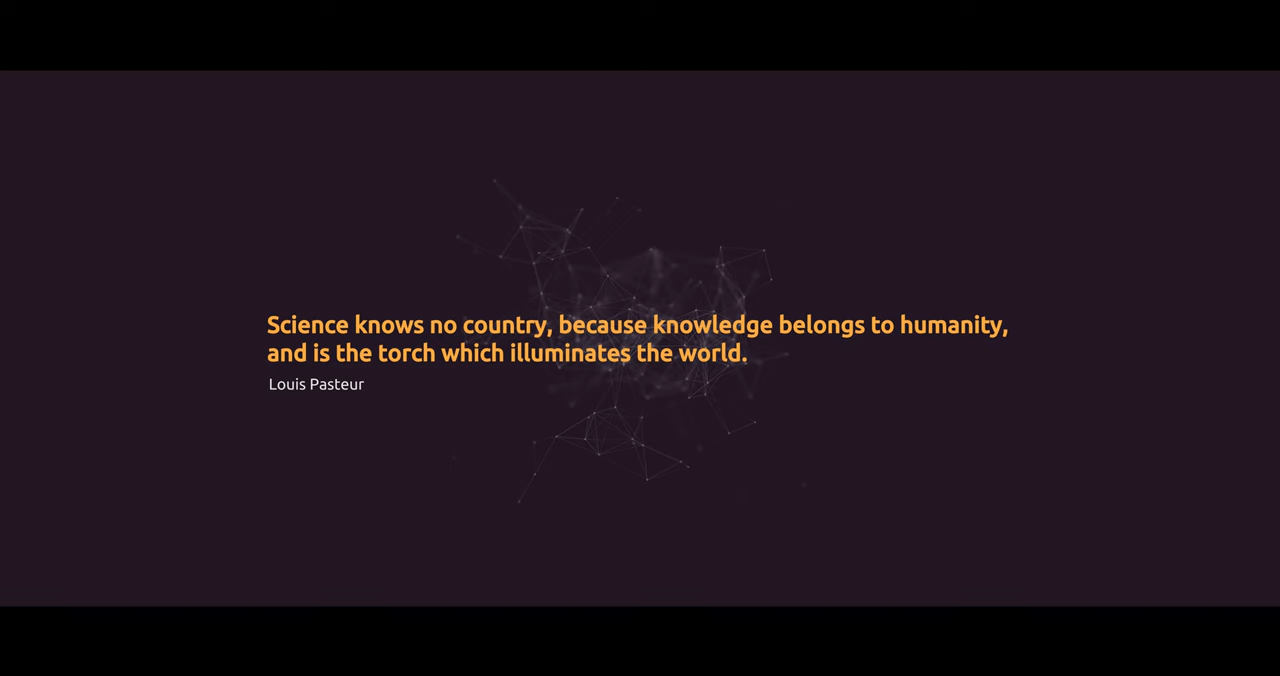 Science knows no country, because knowledge belongs to humanity,
and is the torch which illuminates the world.
Louis Pasteur